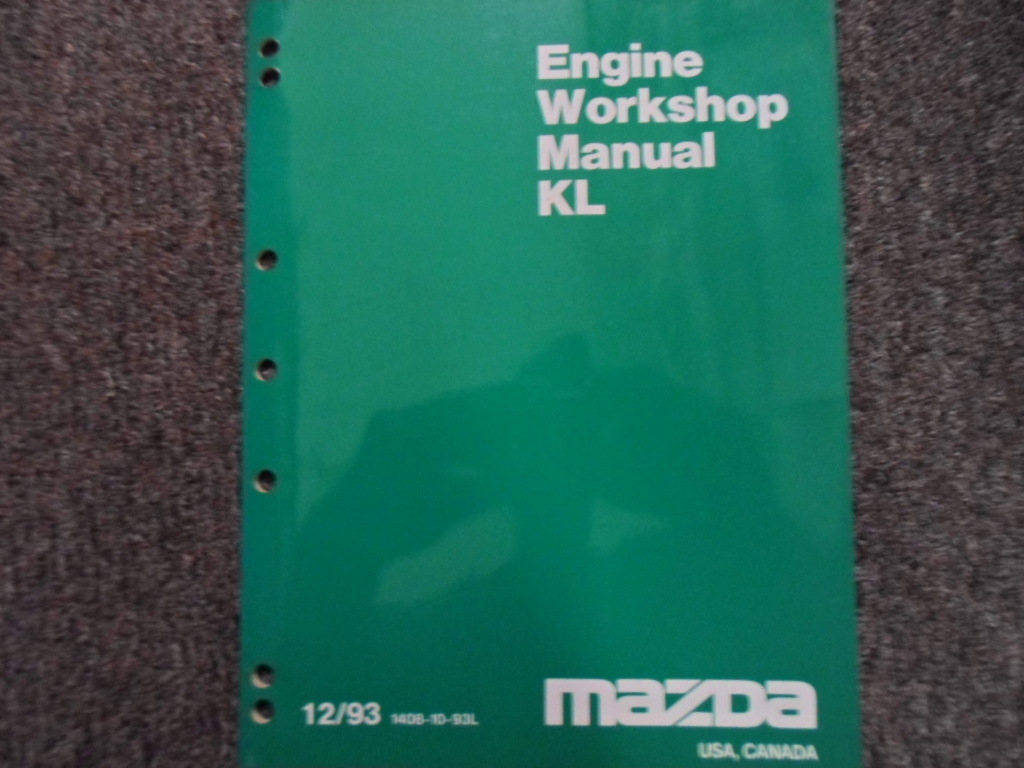 Engine
Workshop
Manual
KL
12/93 1408-10-93L
mazda
USA, CANADA